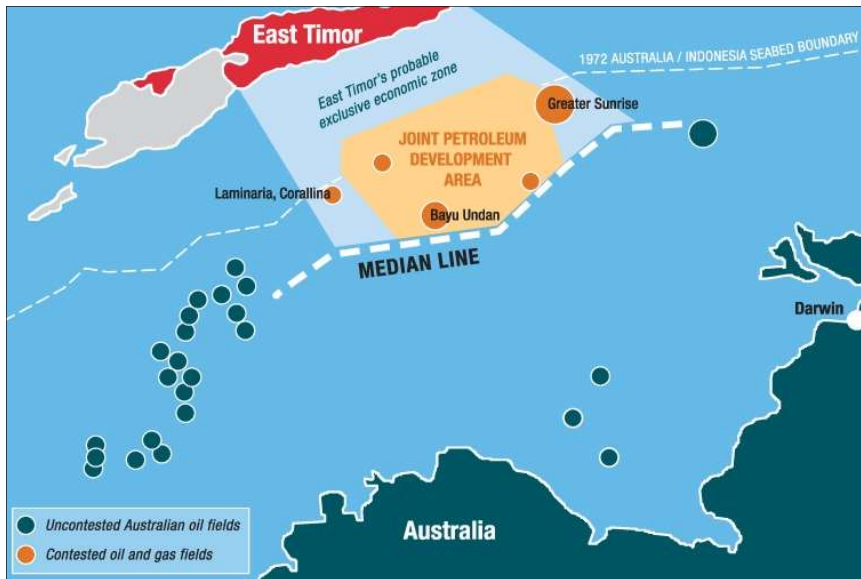 East Timor
1972 AUSTRALIA / INDONESIA SEABED BOUNDARY
East Timor's probable
exclusive economic zone
Greater Sunrise
JOINT PETROLEUM
DEVELOPMENT
AREA
Laminaria, Corallina
Bayu Undan
MEDIAN LINE
Darwin
Australia
Uncontested Australian oil fields
Contested oil and gas fields